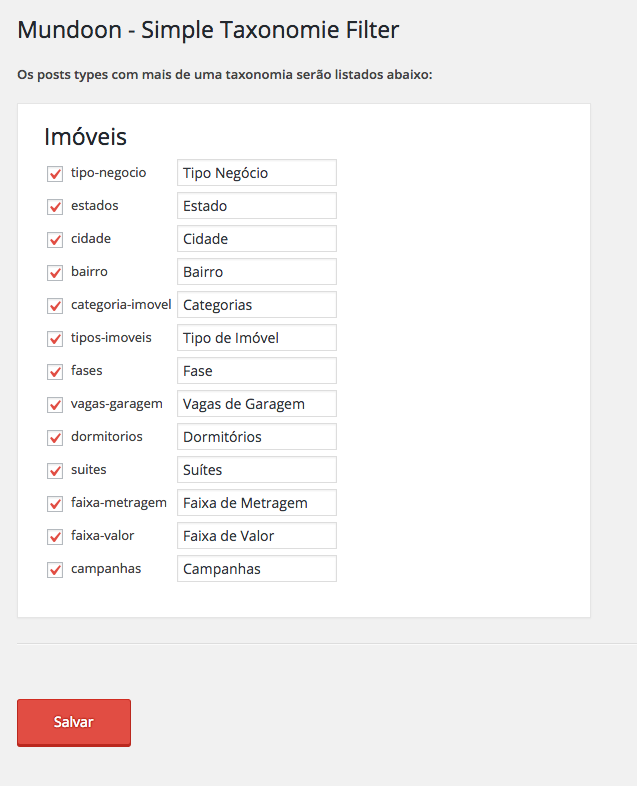 Mundoon - Simple Taxonomie Filter
Os posts types com mais de uma taxonomia serão listados abaixo:
Imóveis
tipo-negocio Tipo Negócio
estados Estado
cidade Cidade
bairro Bairro
categoria-imovel Categorias
tipos-imoveis Tipo de Imóvel
fases Fase
vagas-garagem Vagas de Garagem
dormitorios Dormitórios
suites Suítes
faixa-metragem Faixa de Metragem
faixa-valor Faixa de Valor
campanhas Campanhas
Salvar